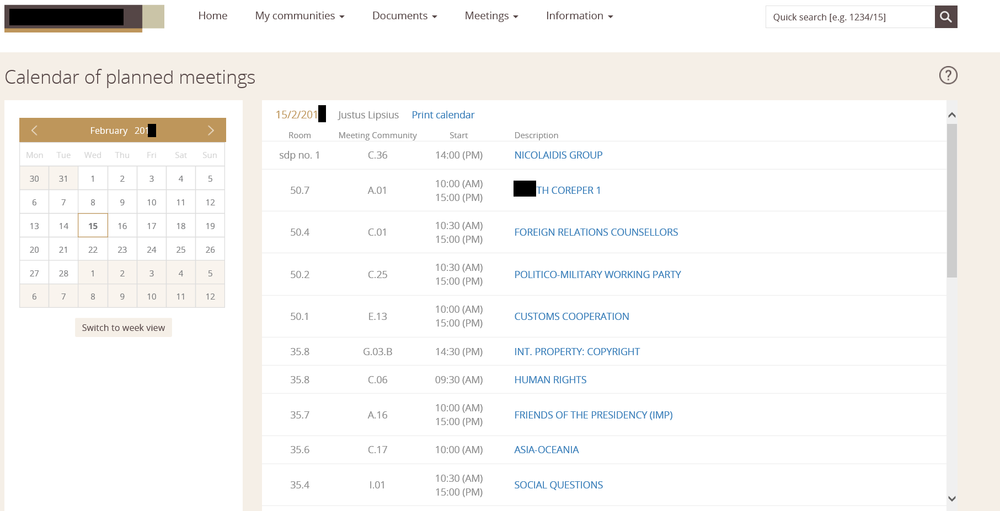 Home My communities Documents Meetings Information Quick search [e.g. 1234/15]
Calendar of planned meetings
?
February 201
Mon Tue Wed Thu Fri Sat Sun
30 31 1 2 3 4 5
6 7 8 9 10 11 12
13 14 15 16 17 18 19
20 21 22 23 24 25 26
27 28 1 2 3 4 5
6 7 8 9 10 11 12
Switch to week view
15/2/201 Justus Lipsius Print calendar
Room Meeting Community Start Description
sdp no. 1 C.36 14:00 (PM) NICOLAIDIS GROUP
50.7 A.01 10:00 (AM) TH COREPER 1
15:00 (PM)
50.4 C.01 10:30 (AM) FOREIGN RELATIONS COUNSELLORS
15:00 (PM)
50.2 C.25 10:30 (AM) POLITICO-MILITARY WORKING PARTY
15:00 (PM)
50.1 E.13 10:00 (AM) CUSTOMS COOPERATION
15:00 (PM)
35.8 G.03.B 14:30 (PM) INT. PROPERTY: COPYRIGHT
35.8 C.06 09:30 (AM) HUMAN RIGHTS
35.7 A.16 10:00 (AM) FRIENDS OF THE PRESIDENCY (IMP)
15:00 (PM)
35.6 C.17 10:00 (AM) ASIA-OCEANIA
35.4 I.01 10:30 (AM) SOCIAL QUESTIONS
15:00 (PM)